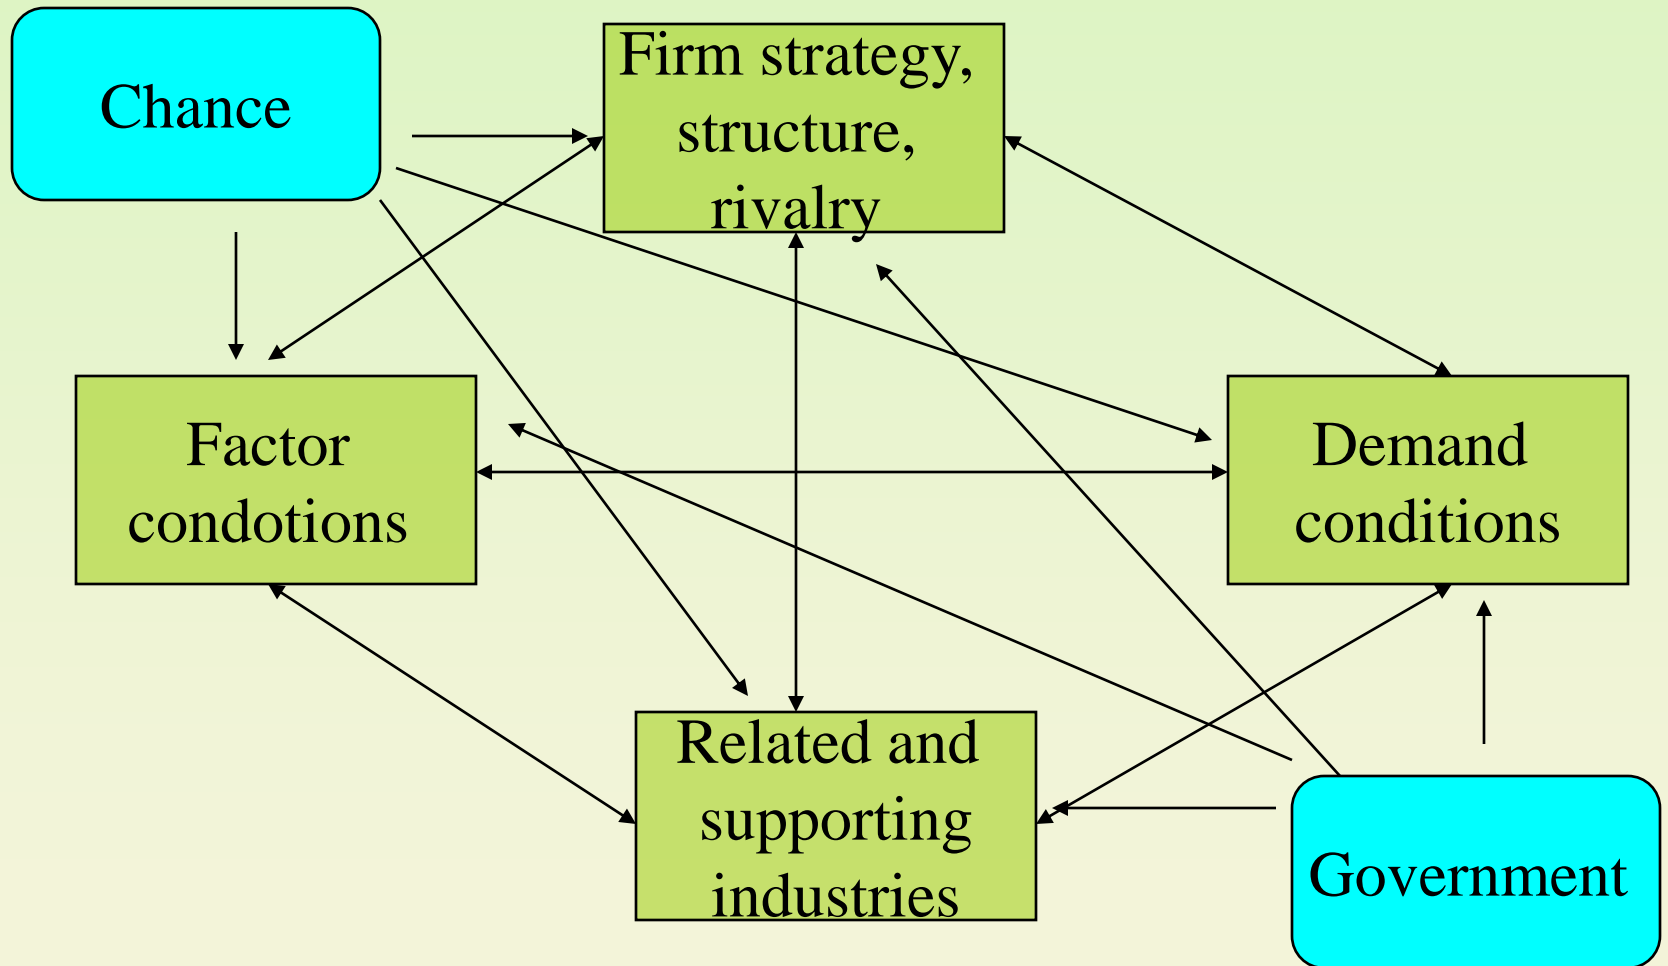 Chance
Firm strategy,
structure,
rivalry
Factor
condotions
Demand
conditions
Related and
supporting
industries
Government